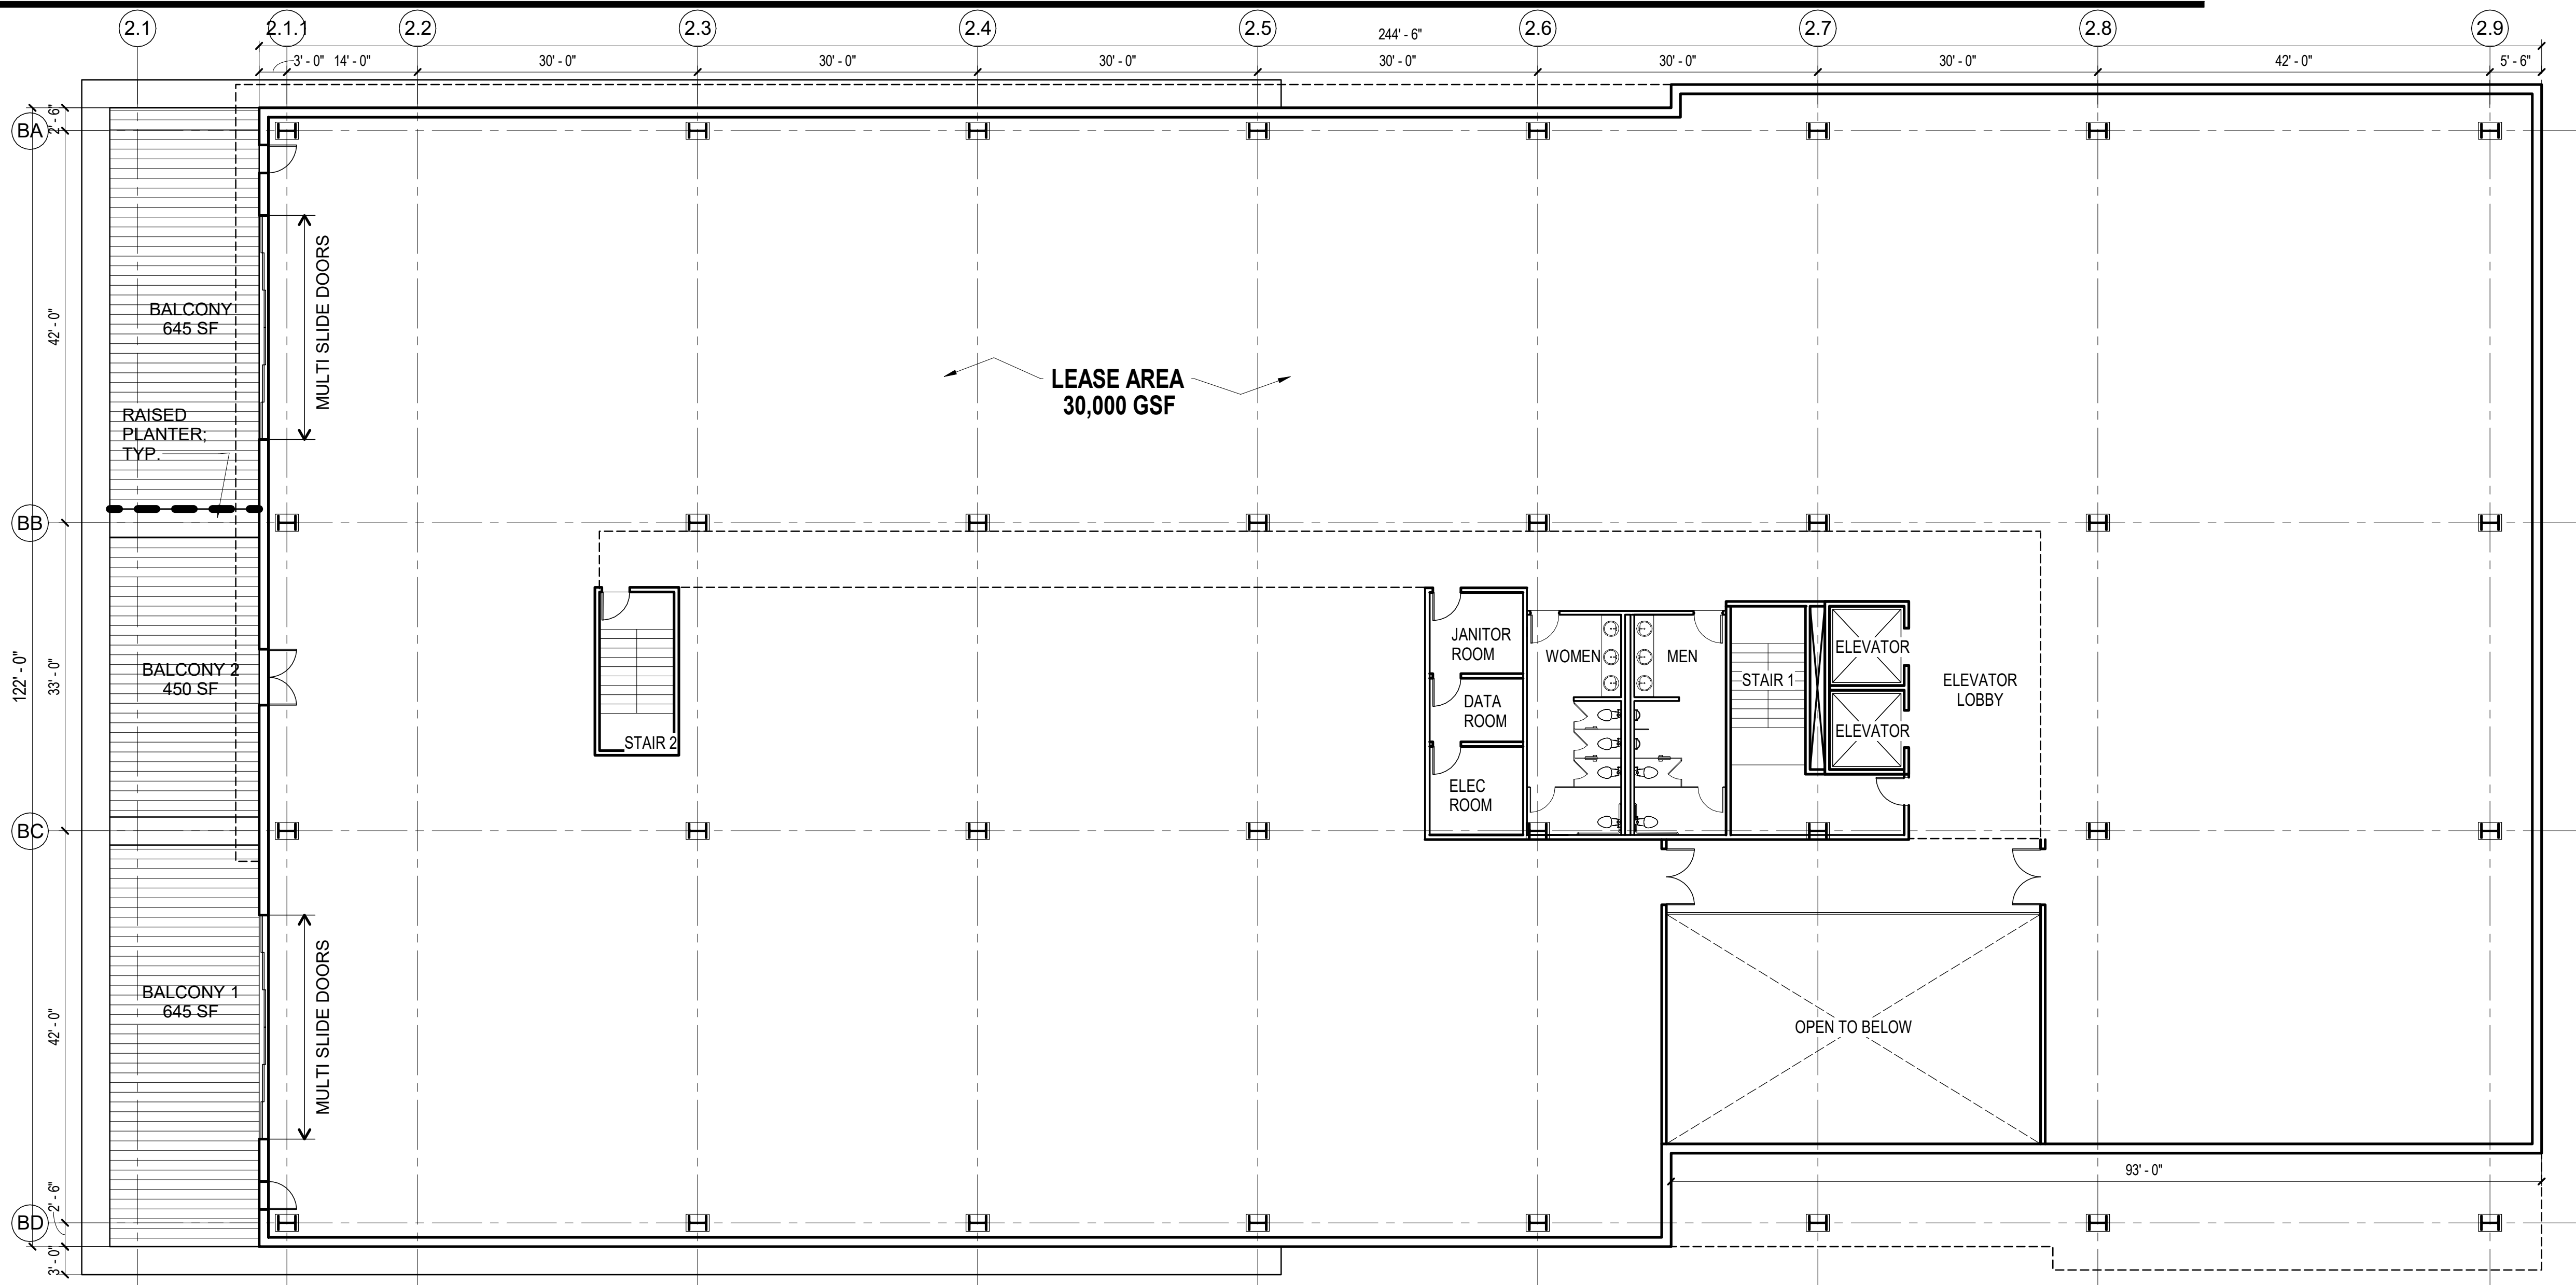 2.1 2.1.1 2.2 2.3 2.4 2.5 2.6 2.7 2.8 2.9
244' - 6"
3' - 0" 14' - 0" 30' - 0" 30' - 0" 30' - 0" 30' - 0" 30' - 0" 30' - 0" 42' - 0" 5' - 6"
BA
2' - 6"
42' - 0"
BALCONY
645 SF
MULTI SLIDE DOORS
LEASE AREA
30,000 GSF
RAISED
PLANTER;
TYP.
BB
122' - 0"
33' - 0"
BALCONY 2
450 SF
STAIR 2
JANITOR
ROOM
DATA
ROOM
ELEC
ROOM
WOMEN
MEN
STAIR 1
ELEVATOR
ELEVATOR
ELEVATOR
LOBBY
BC
42' - 0"
BALCONY 1
645 SF
MULTI SLIDE DOORS
OPEN TO BELOW
93' - 0"
2' - 6"
BD
3' - 0"